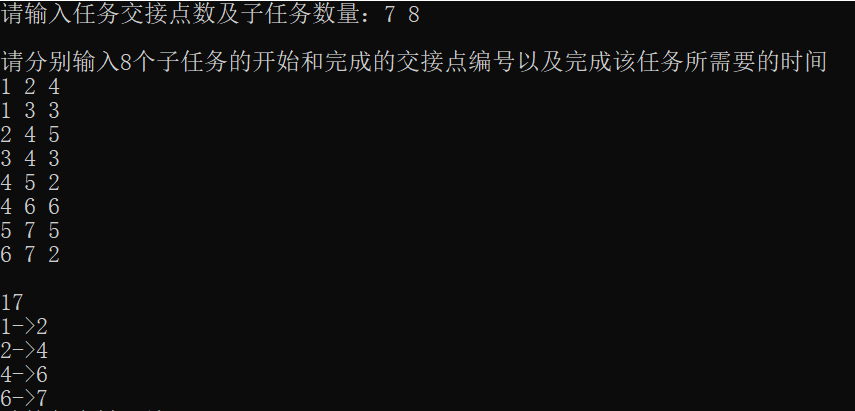 请输入任务交接点数及子任务数量：7 8
请分别输入8个子任务的开始和完成的交接点编号以及完成该任务所需要的时间
1 2 4
1 3 3
2 4 5
3 4 3
4 5 2
4 6 6
5 7 5
6 7 2
17
1->2
2->4
4->6
6->7